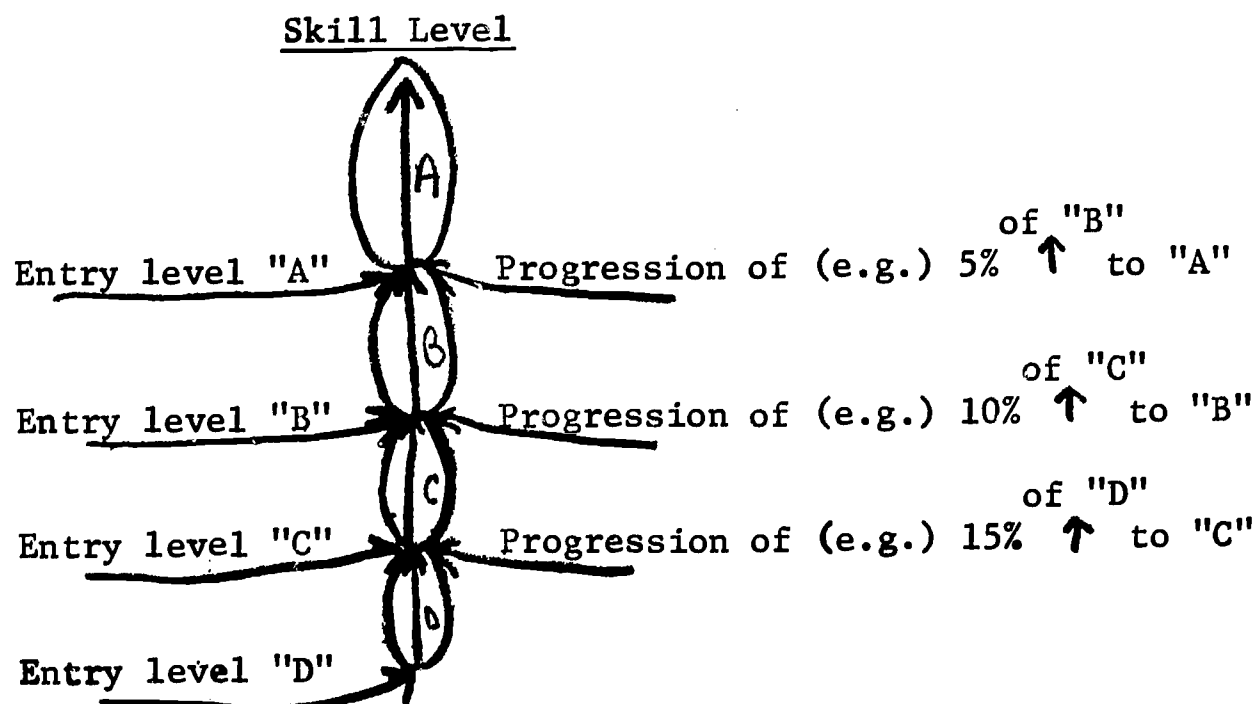 Skill Level
A
of "B"
Entry level "A" Progression of (e.g.) 5% ↑ to "A"
B
of "C"
Entry level "B" Progression of (e.g.) 10% ↑ to "B"
C
of "D"
Entry level "C" Progression of (e.g.) 15% ↑ to "C"
D
Entry level "D"